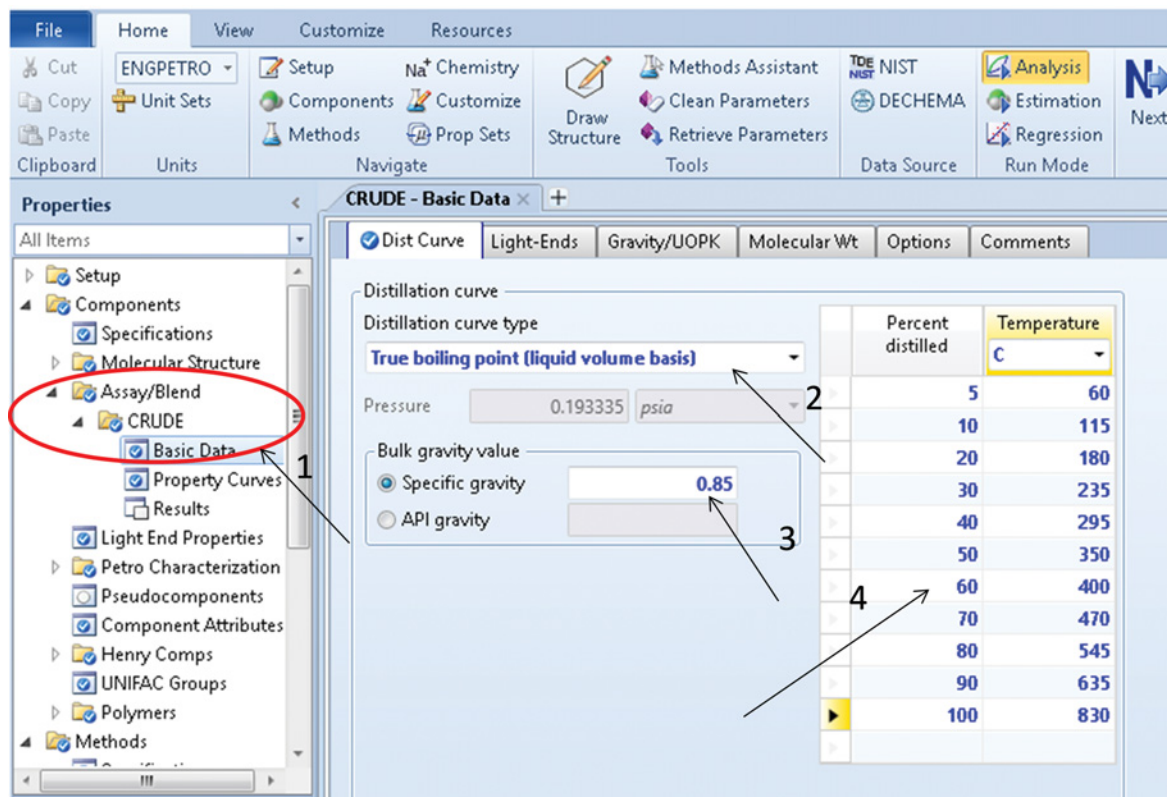 File Home View Customize Resources
Cut ENGPETRO Setup Na+ Chemistry Methods Assistant TDE NIST NIST Analysis
Copy Unit Sets Components Customize Draw Structure Clean Parameters DECHEMA Estimation Next
Paste Methods Prop Sets Retrieve Parameters Regression
Clipboard Units Navigate Tools Data Source Run Mode
Properties
CRUDE - Basic Data
All Items
Dist Curve Light-Ends Gravity/UOPK Molecular Wt Options Comments
Setup
Components
Specifications
Molecular Structure
Assay/Blend
CRUDE
Basic Data
Property Curves
Results
Light End Properties
Petro Characterization
Pseudocomponents
Component Attributes
Henry Comps
UNIFAC Groups
Polymers
Methods
1
Distillation curve
Distillation curve type
True boiling point (liquid volume basis)
2
Pressure 0.193335 psia
Bulk gravity value
Specific gravity 0.85
API gravity
3
4
Percent distilled Temperature
C
5 60
10 115
20 180
30 235
40 295
50 350
60 400
70 470
80 545
90 635
100 830